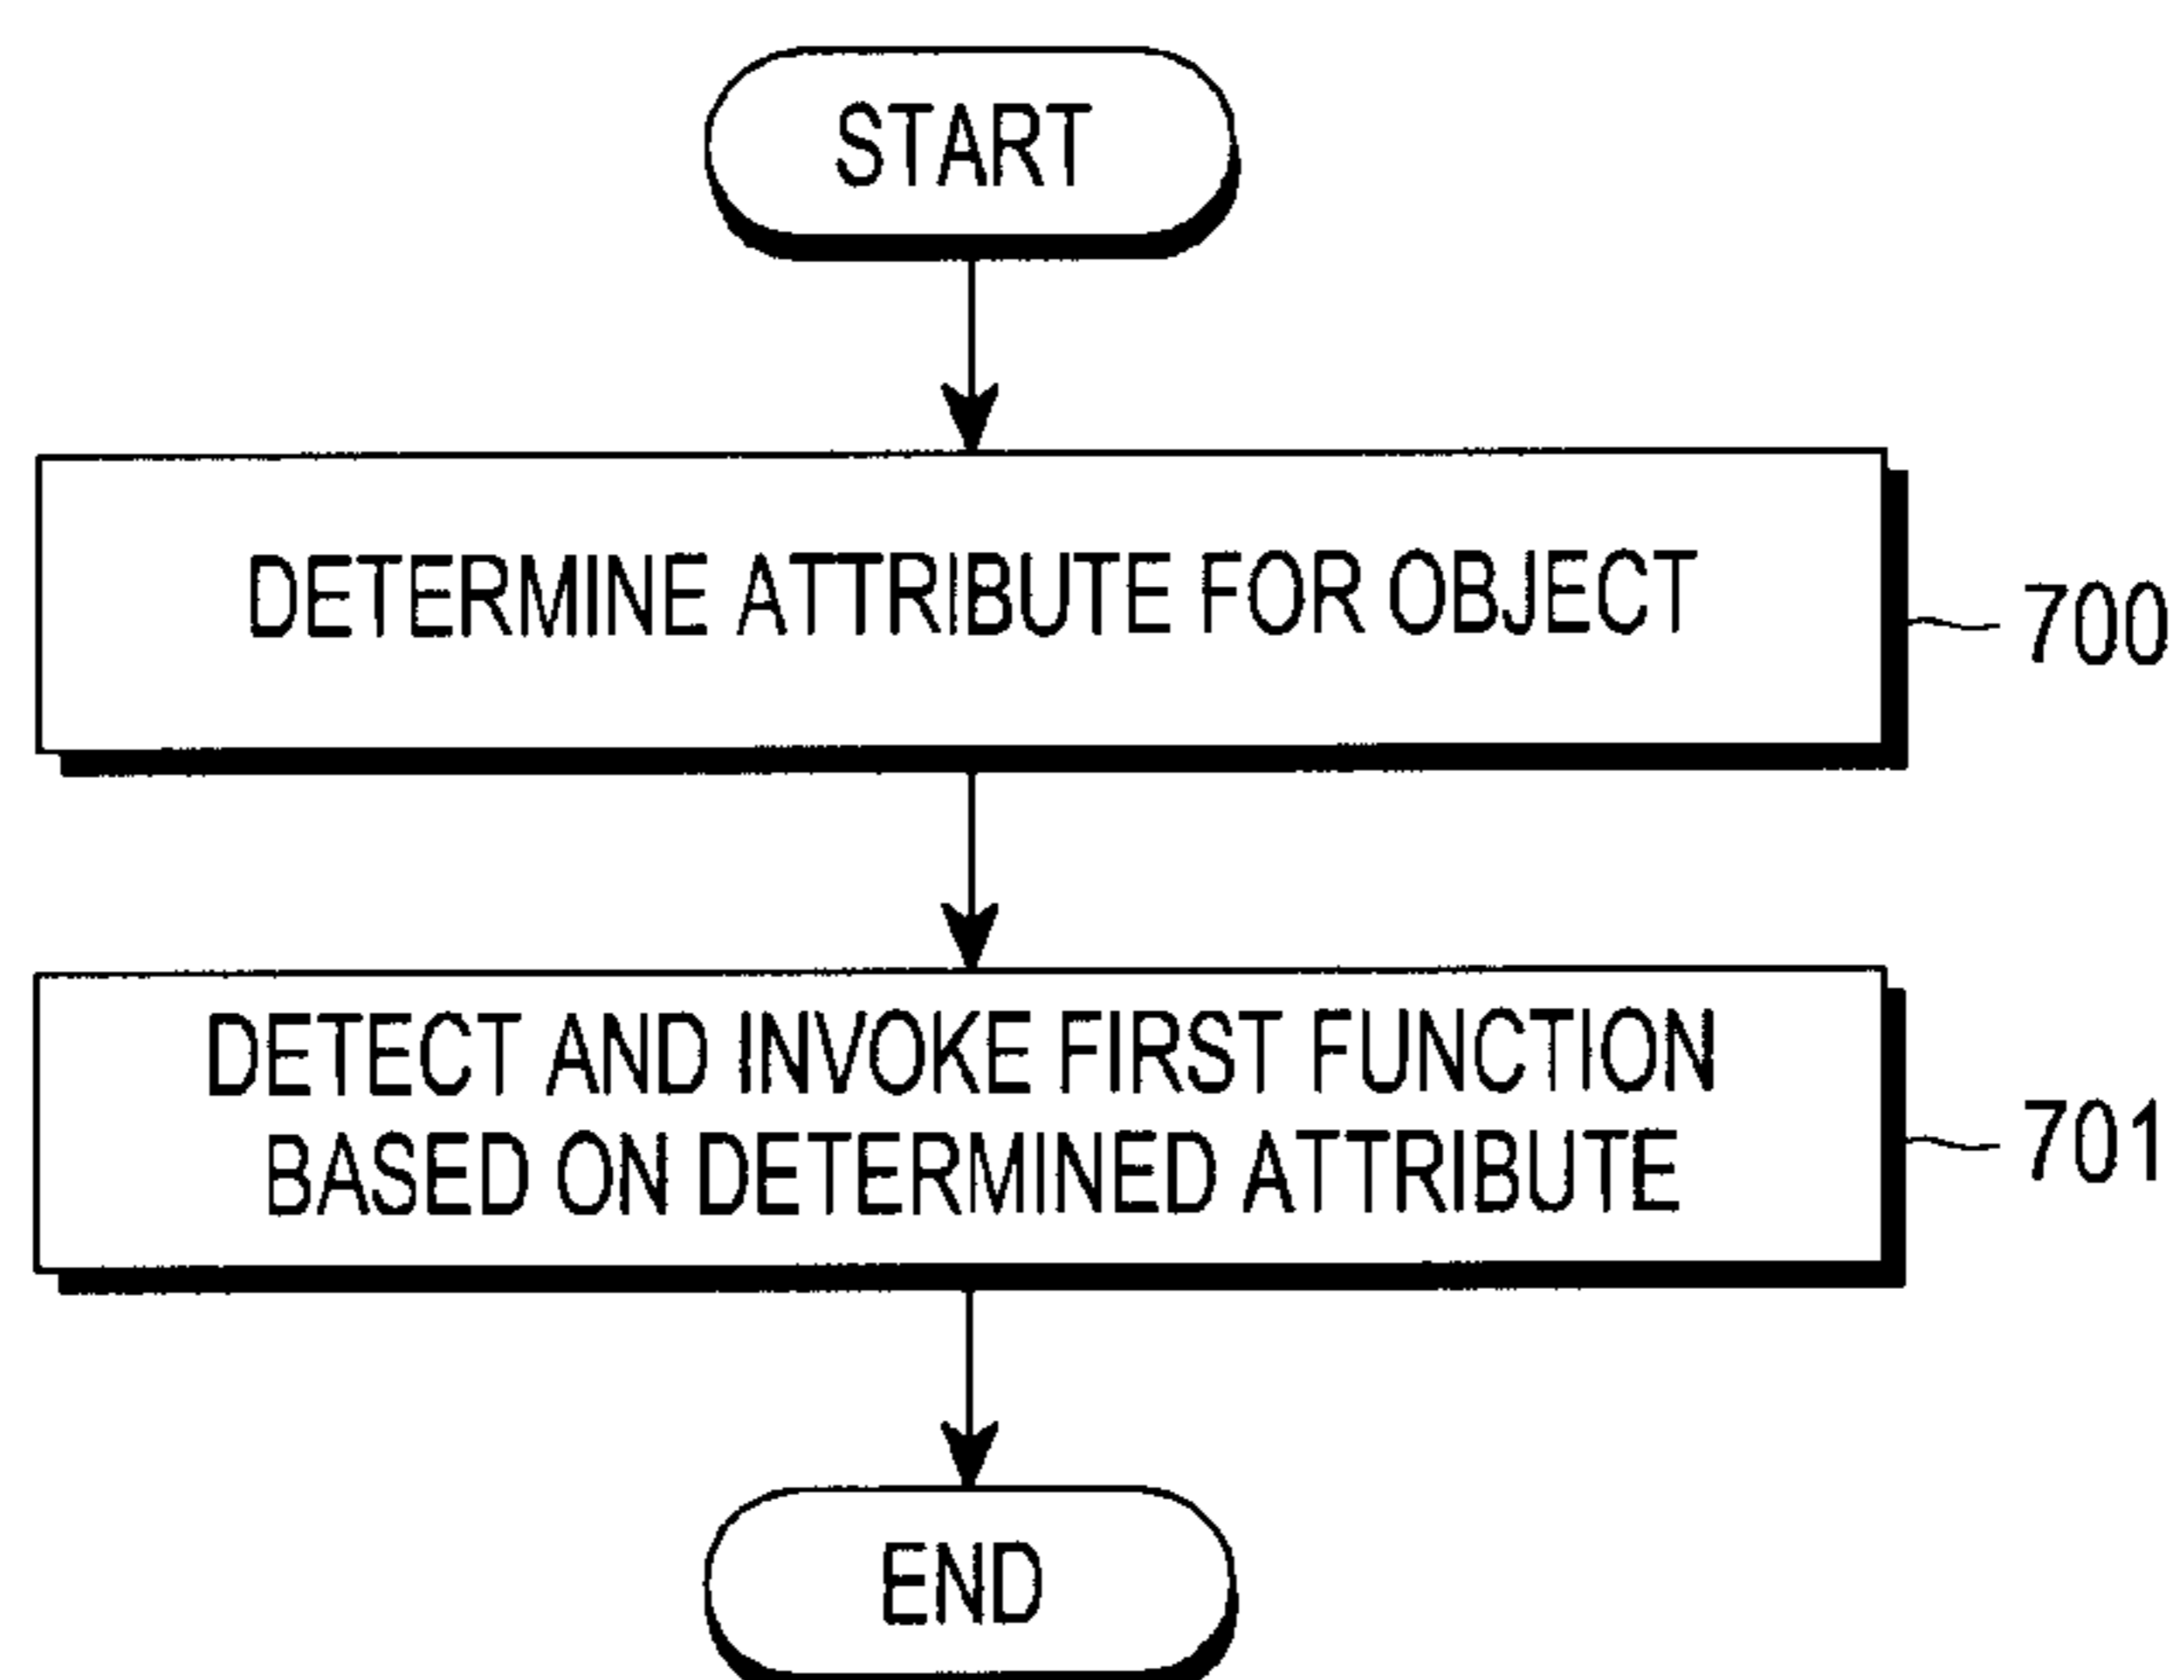 START
DETERMINE ATTRIBUTE FOR OBJECT
700
DETECT AND INVOKE FIRST FUNCTION
BASED ON DETERMINED ATTRIBUTE
701
END